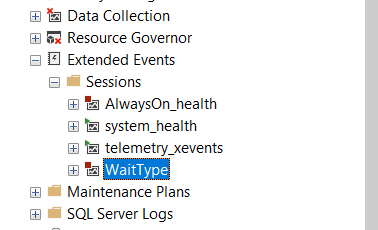 Data Collection
Resource Governor
Extended Events
Sessions
AlwaysOn_health
system_health
telemetry_xevents
WaitType
Maintenance Plans
SQL Server Logs